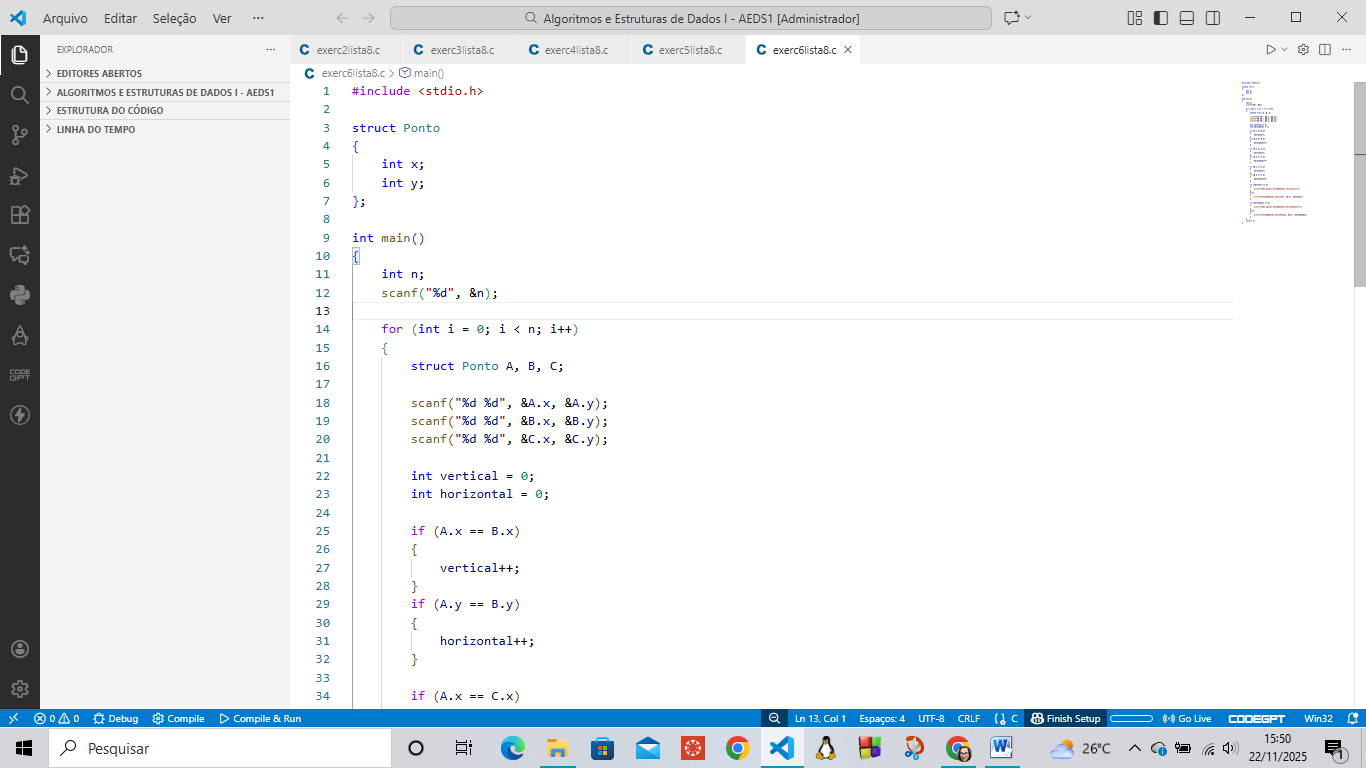 Arquivo Editar Seleção Ver ··· Algoritmos e Estruturas de Dados I - AEDS1 [Administrador]
EXPLORADOR ···
exerc2lista8.c exerc3lista8.c exerc4lista8.c exerc5lista8.c exerc6lista8.c
EDITORES ABERTOS
ALGORITMOS E ESTRUTURAS DE DADOS I - AEDS1
ESTRUTURA DO CÓDIGO
LINHA DO TEMPO
exerc6lista8.c > main()
1 #include <stdio.h>
2
3 struct Ponto
4 {
5 int x;
6 int y;
7 };
8
9 int main()
10 {
11 int n;
12 scanf("%d", &n);
13
14 for (int i = 0; i < n; i++)
15 {
16 struct Ponto A, B, C;
17
18 scanf("%d %d", &A.x, &A.y);
19 scanf("%d %d", &B.x, &B.y);
20 scanf("%d %d", &C.x, &C.y);
21
22 int vertical = 0;
23 int horizontal = 0;
24
25 if (A.x == B.x)
26 {
27 vertical++;
28 }
29 if (A.y == B.y)
30 {
31 horizontal++;
32 }
33
34 if (A.x == C.x)
CODE GPT
0 0 Debug Compile Compile & Run Ln 13, Col 1 Espaços: 4 UTF-8 CRLF { C Finish Setup Go Live CODEGPT Win32
Pesquisar 26°C 15:50
22/11/2025
1